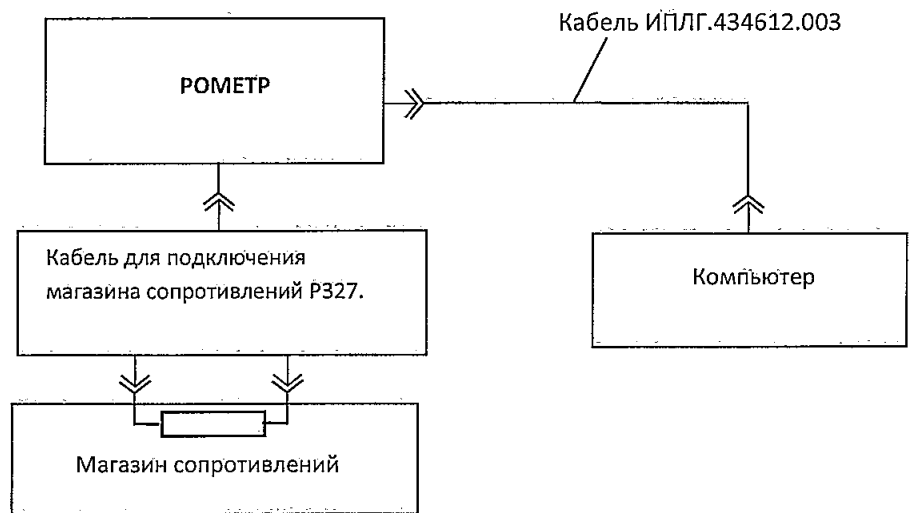 Кабель ИПЛГ.434612.003
РОМЕТР
Кабель для подключения
магазина сопротивлений Р327.
Компьютер
Магазин сопротивлений